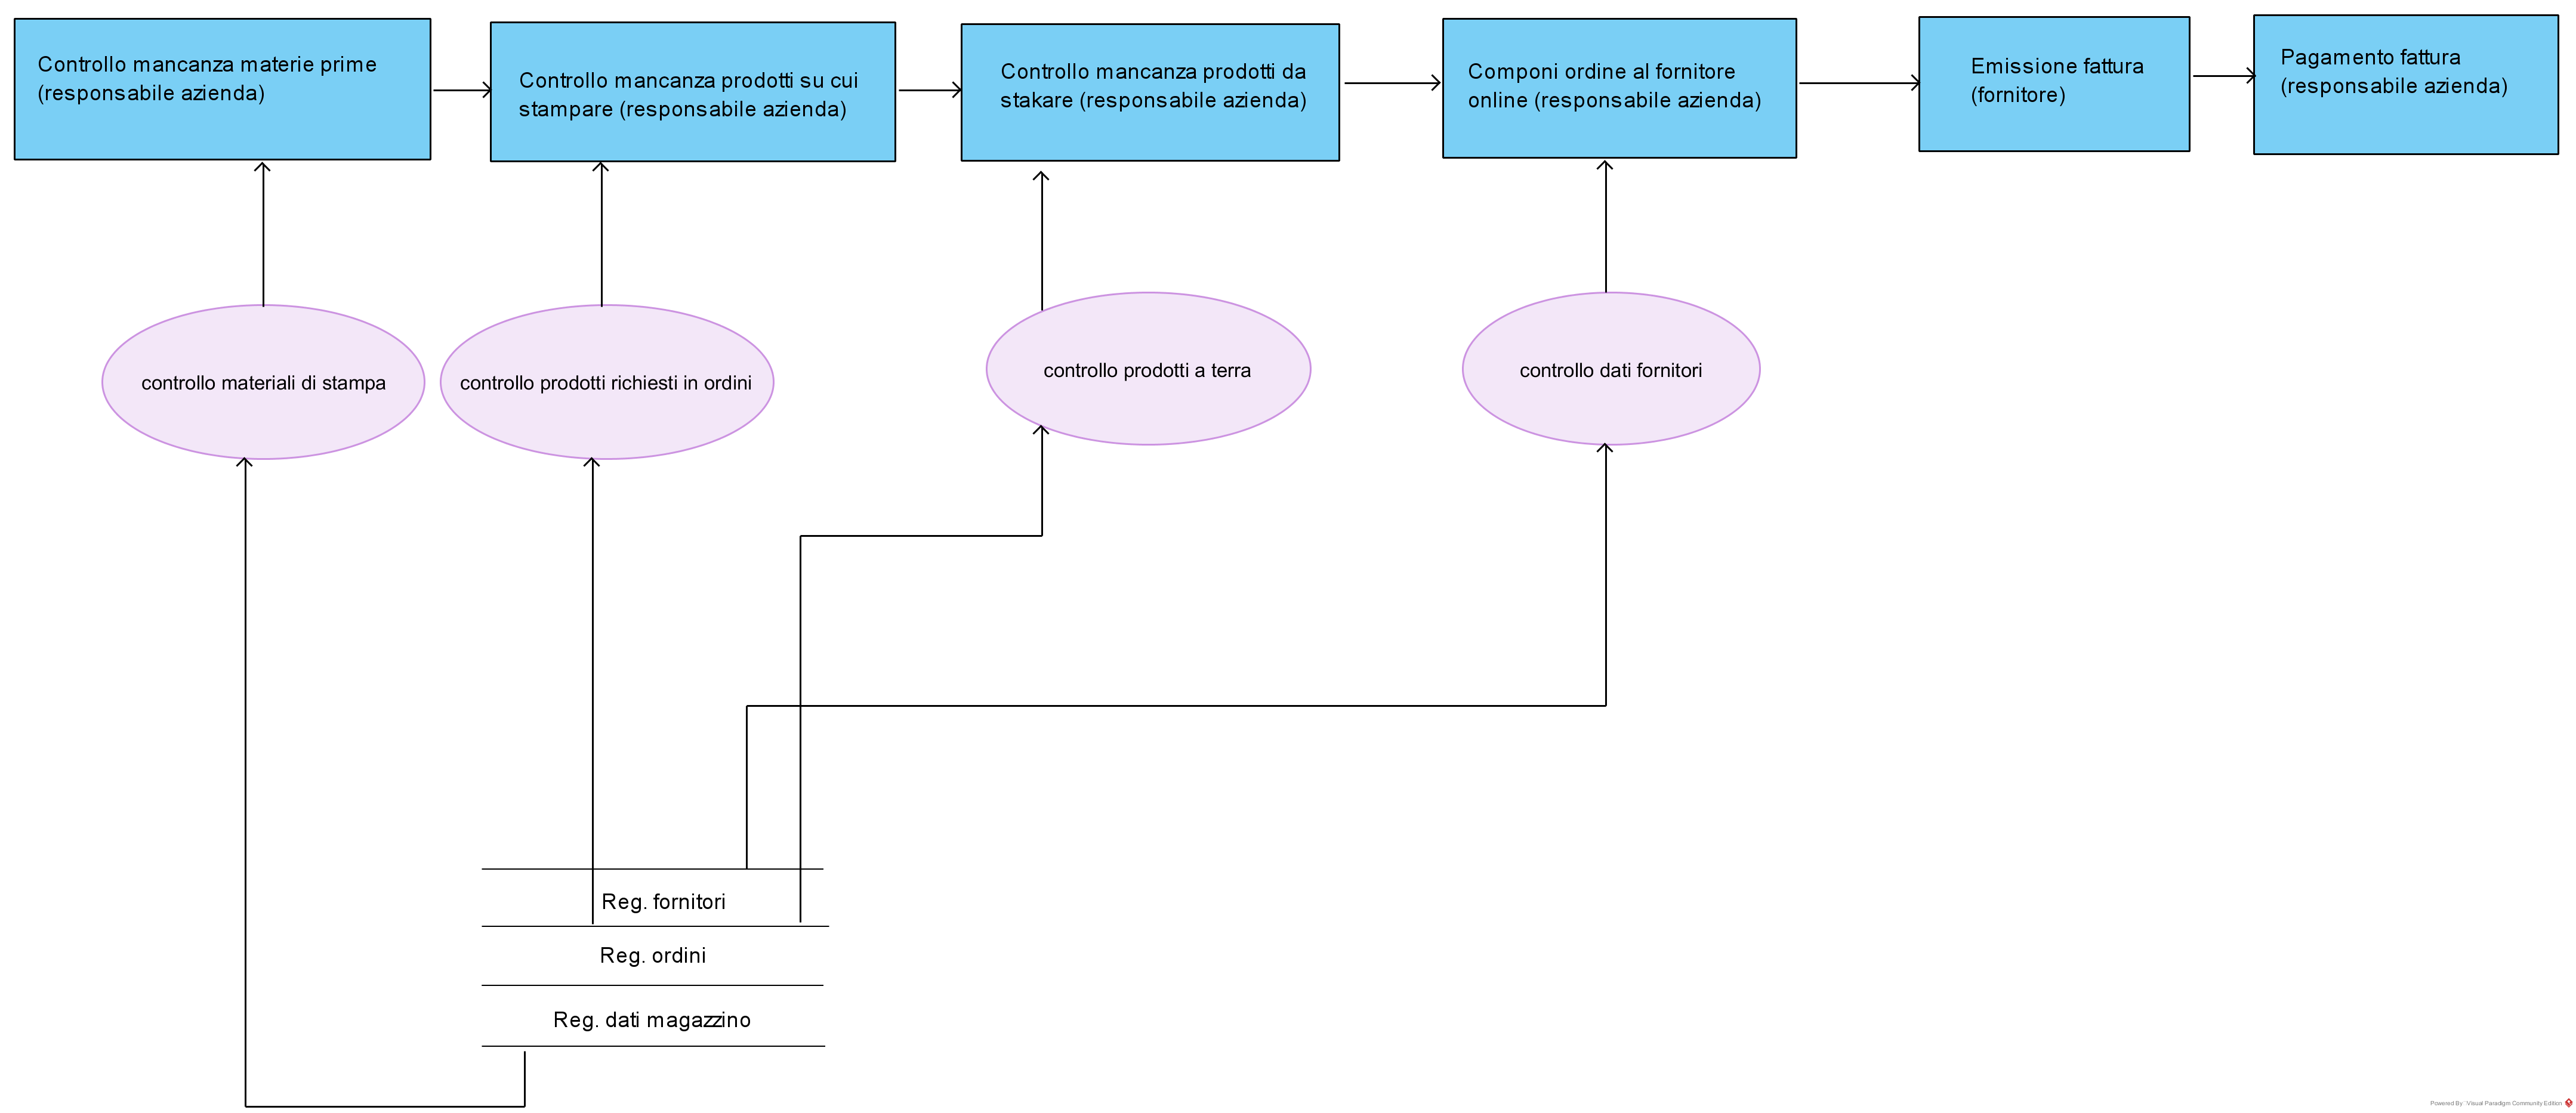 Controllo mancanza materie prime
(responsabile azienda)
Controllo mancanza prodotti su cui
stampare (responsabile azienda)
Controllo mancanza prodotti da
stakare (responsabile azienda)
Componi ordine al fornitore
online (responsabile azienda)
Emissione fattura
(fornitore)
Pagamento fattura
(responsabile azienda)
controllo materiali di stampa
controllo prodotti richiesti in ordini
controllo prodotti a terra
controllo dati fornitori
Reg. fornitori
Reg. ordini
Reg. dati magazzino
Powered By Visual Paradigm Community Edition